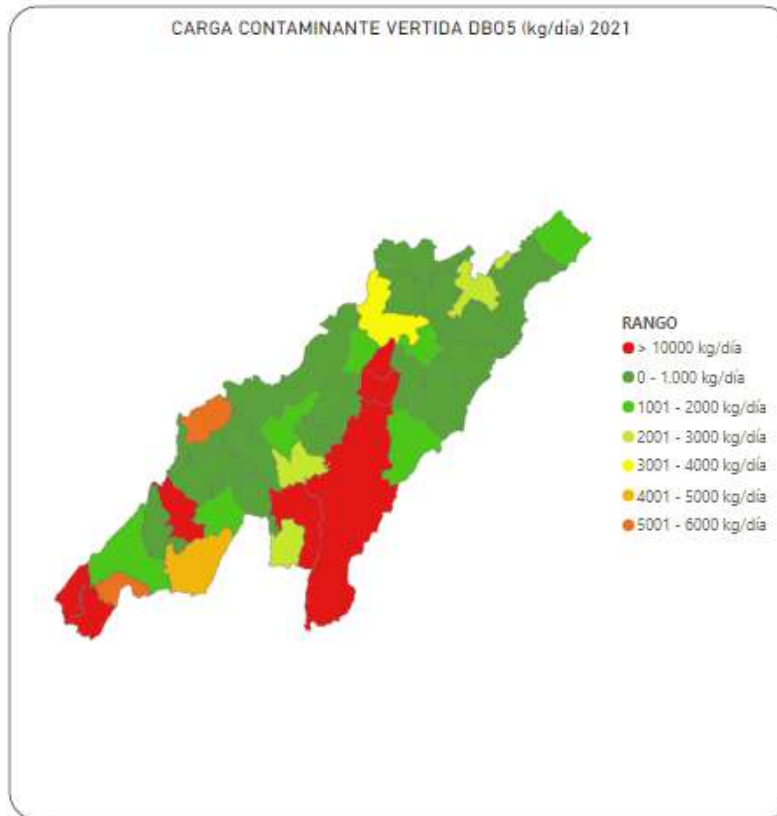 CARGA CONTAMINANTE VERTIDA DBO5 (kg/día) 2021
RANGO
> 10000 kg/día
0 - 1.000 kg/día
1001 - 2000 kg/día
2001 - 3000 kg/día
3001 - 4000 kg/día
4001 - 5000 kg/día
5001 - 6000 kg/día